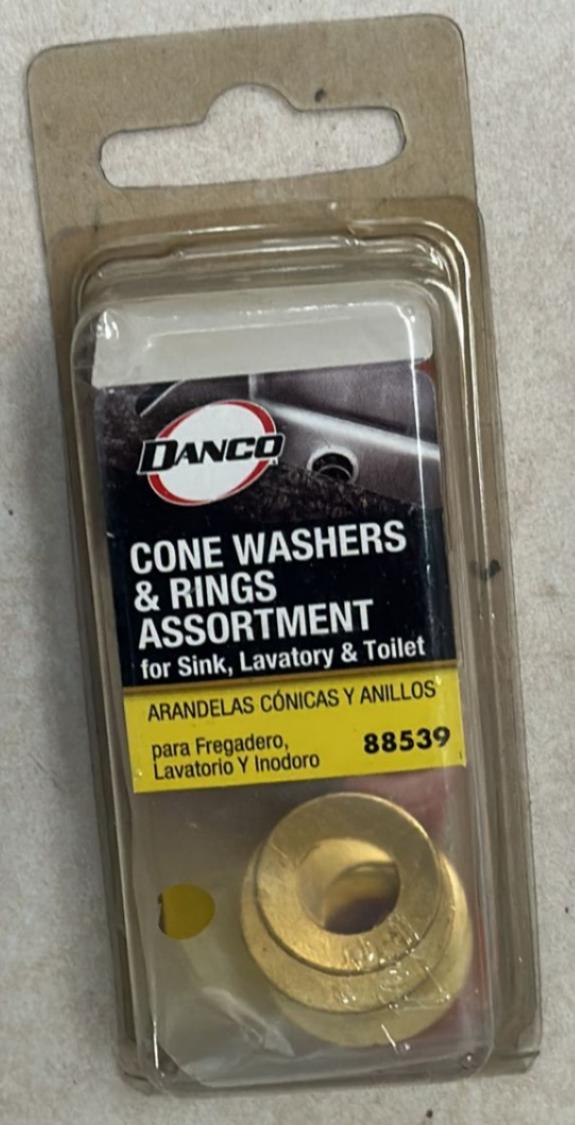 DANCO
CONE WASHERS
& RINGS
ASSORTMENT
for Sink, Lavatory & Toilet
ARANDELAS CÓNICAS Y ANILLOS
para Fregadero,
Lavatorio Y Inodoro
88539